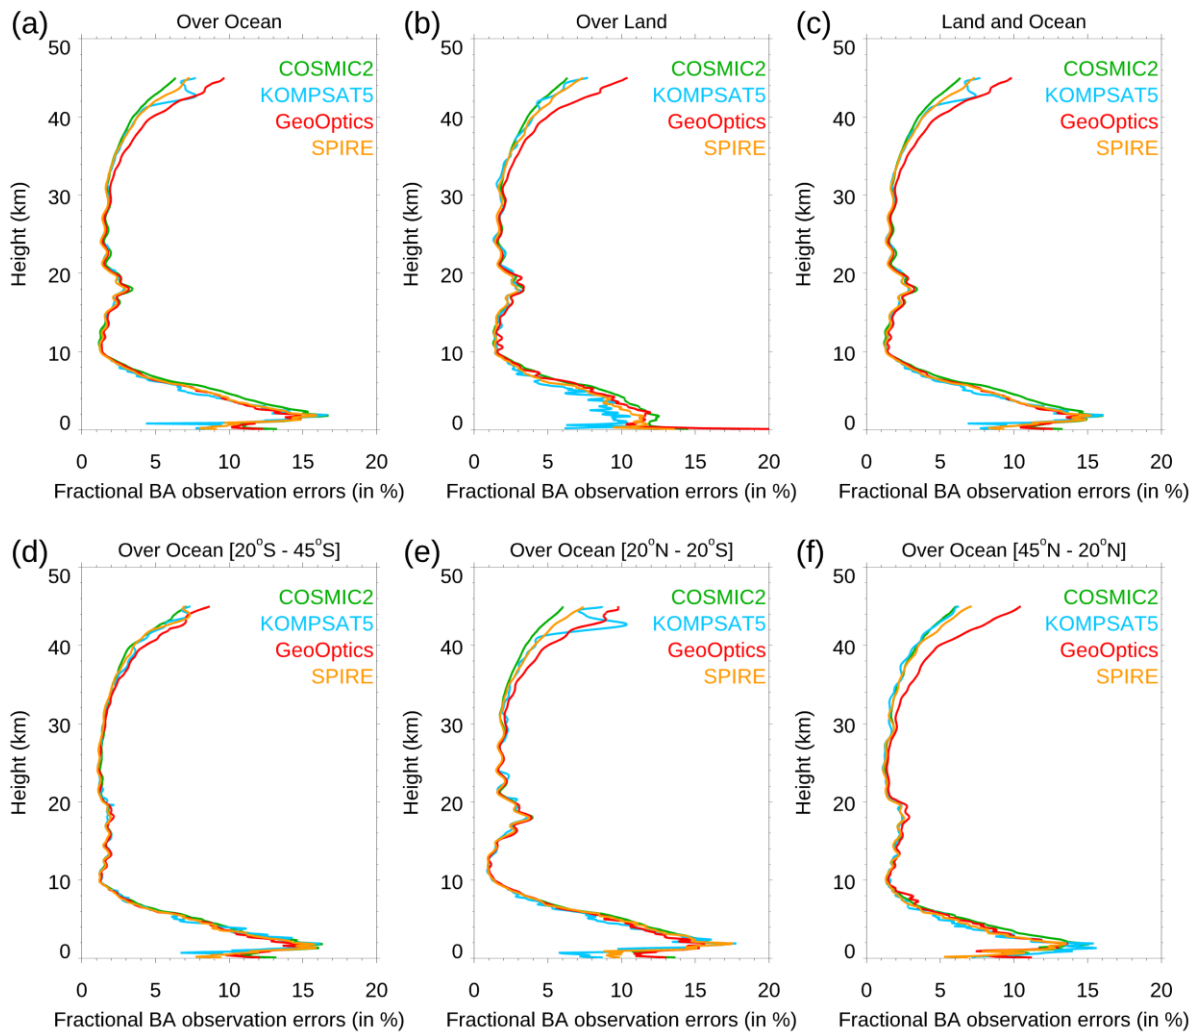 (a) Over Ocean
50
40
30
20
10
0
Height (km)
COSMIC2
KOMPSAT5
GeoOptics
SPIRE
0 5 10 15 20
Fractional BA observation errors (in %)
(b) Over Land
50
40
30
20
10
0
Height (km)
COSMIC2
KOMPSAT5
GeoOptics
SPIRE
0 5 10 15 20
Fractional BA observation errors (in %)
(c) Land and Ocean
50
40
30
20
10
0
Height (km)
COSMIC2
KOMPSAT5
GeoOptics
SPIRE
0 5 10 15 20
Fractional BA observation errors (in %)
(d) Over Ocean [20°S - 45°S]
50
40
30
20
10
0
Height (km)
COSMIC2
KOMPSAT5
GeoOptics
SPIRE
0 5 10 15 20
Fractional BA observation errors (in %)
(e) Over Ocean [20°N - 20°S]
50
40
30
20
10
0
Height (km)
COSMIC2
KOMPSAT5
GeoOptics
SPIRE
0 5 10 15 20
Fractional BA observation errors (in %)
(f) Over Ocean [45°N - 20°N]
50
40
30
20
10
0
Height (km)
COSMIC2
KOMPSAT5
GeoOptics
SPIRE
0 5 10 15 20
Fractional BA observation errors (in %)